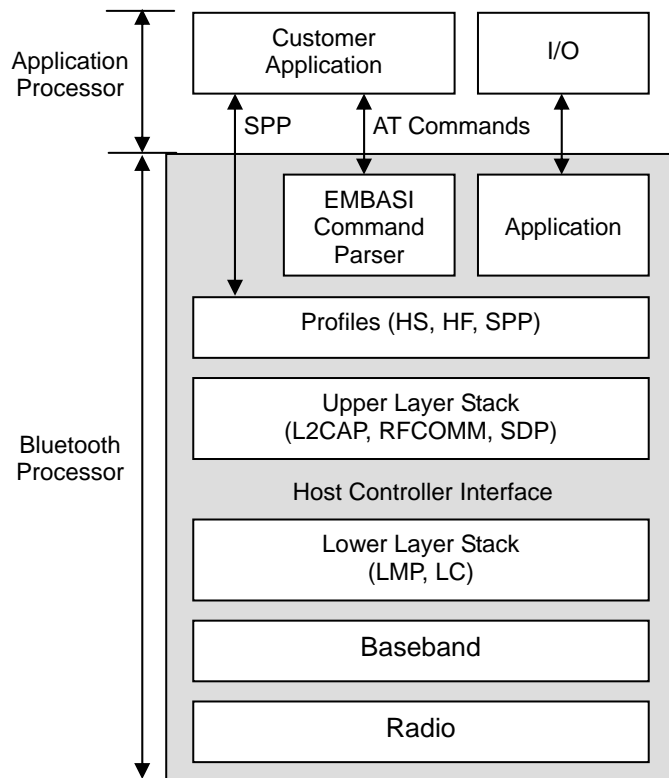 Application
Processor
Customer
Application
I/O
SPP
AT Commands
EMBASI
Command
Parser
Application
Profiles (HS, HF, SPP)
Bluetooth
Processor
Upper Layer Stack
(L2CAP, RFCOMM, SDP)
Host Controller Interface
Lower Layer Stack
(LMP, LC)
Baseband
Radio